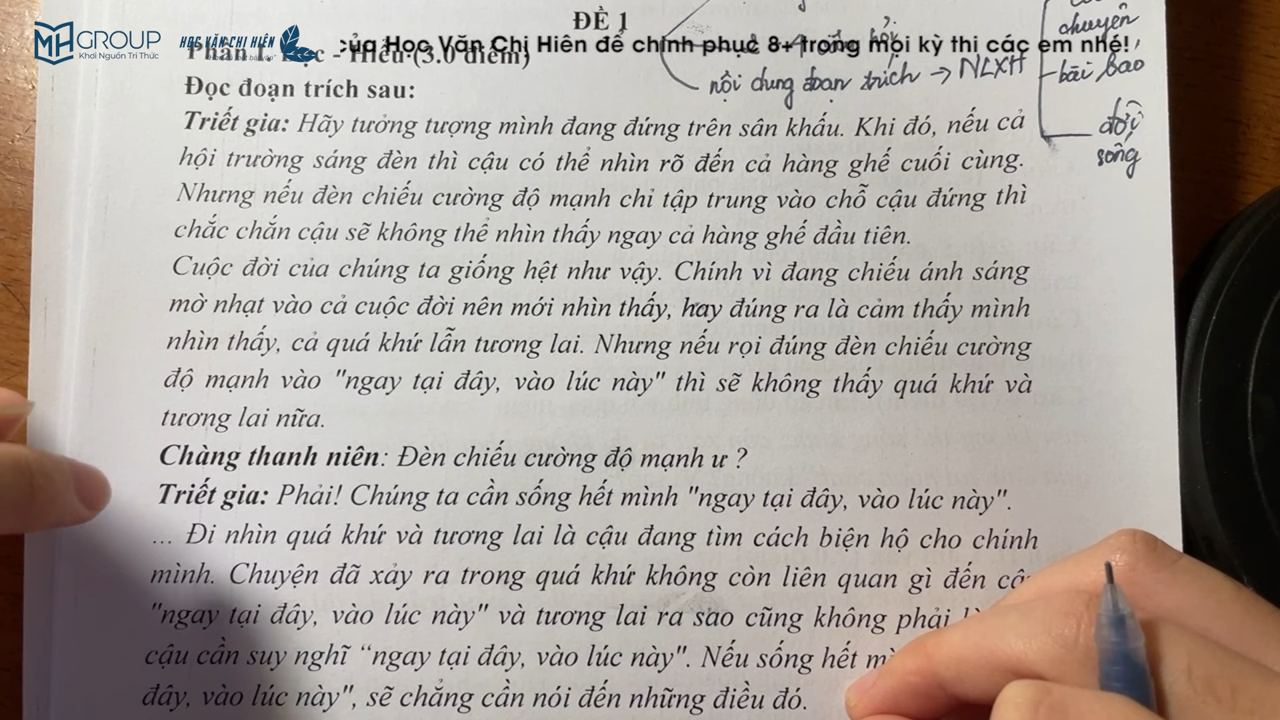 ĐỀ 1
MH GROUP
Khơi Nguồn Tri Thức
HỌC VĂN CHỊ HIÊN
của Học Văn Chị Hiên để chinh phục 8+ trong mọi kỳ thi các em nhé!
Hiểu (3.0 điểm)
nội dung đoạn trích → NLXH
chuyện
bài báo
đời
sống
Đọc đoạn trích sau:
Triết gia: Hãy tưởng tượng mình đang đứng trên sân khấu. Khi đó, nếu cả
hội trường sáng đèn thì cậu có thể nhìn rõ đến cả hàng ghế cuối cùng.
Nhưng nếu đèn chiếu cường độ mạnh chỉ tập trung vào chỗ cậu đứng thì
chắc chắn cậu sẽ không thể nhìn thấy ngay cả hàng ghế đầu tiên.
Cuộc đời của chúng ta giống hệt như vậy. Chính vì đang chiếu ánh sáng
mờ nhạt vào cả cuộc đời nên mới nhìn thấy, hay đúng ra là cảm thấy mình
nhìn thấy, cả quá khứ lẫn tương lai. Nhưng nếu rọi đúng đèn chiếu cường
độ mạnh vào "ngay tại đây, vào lúc này" thì sẽ không thấy quá khứ và
tương lai nữa.
Chàng thanh niên: Đèn chiếu cường độ mạnh ư ?
Triết gia: Phải! Chúng ta cần sống hết mình "ngay tại đây, vào lúc này".
... Đi nhìn quá khứ và tương lai là cậu đang tìm cách biện hộ cho chính
mình. Chuyện đã xảy ra trong quá khứ không còn liên quan gì đến
"ngay tại đây, vào lúc này" và tương lai ra sao cũng không phải
cậu cần suy nghĩ “ngay tại đây, vào lúc này". Nếu sống hết
đây, vào lúc này", sẽ chẳng cần nói đến những điều đó.